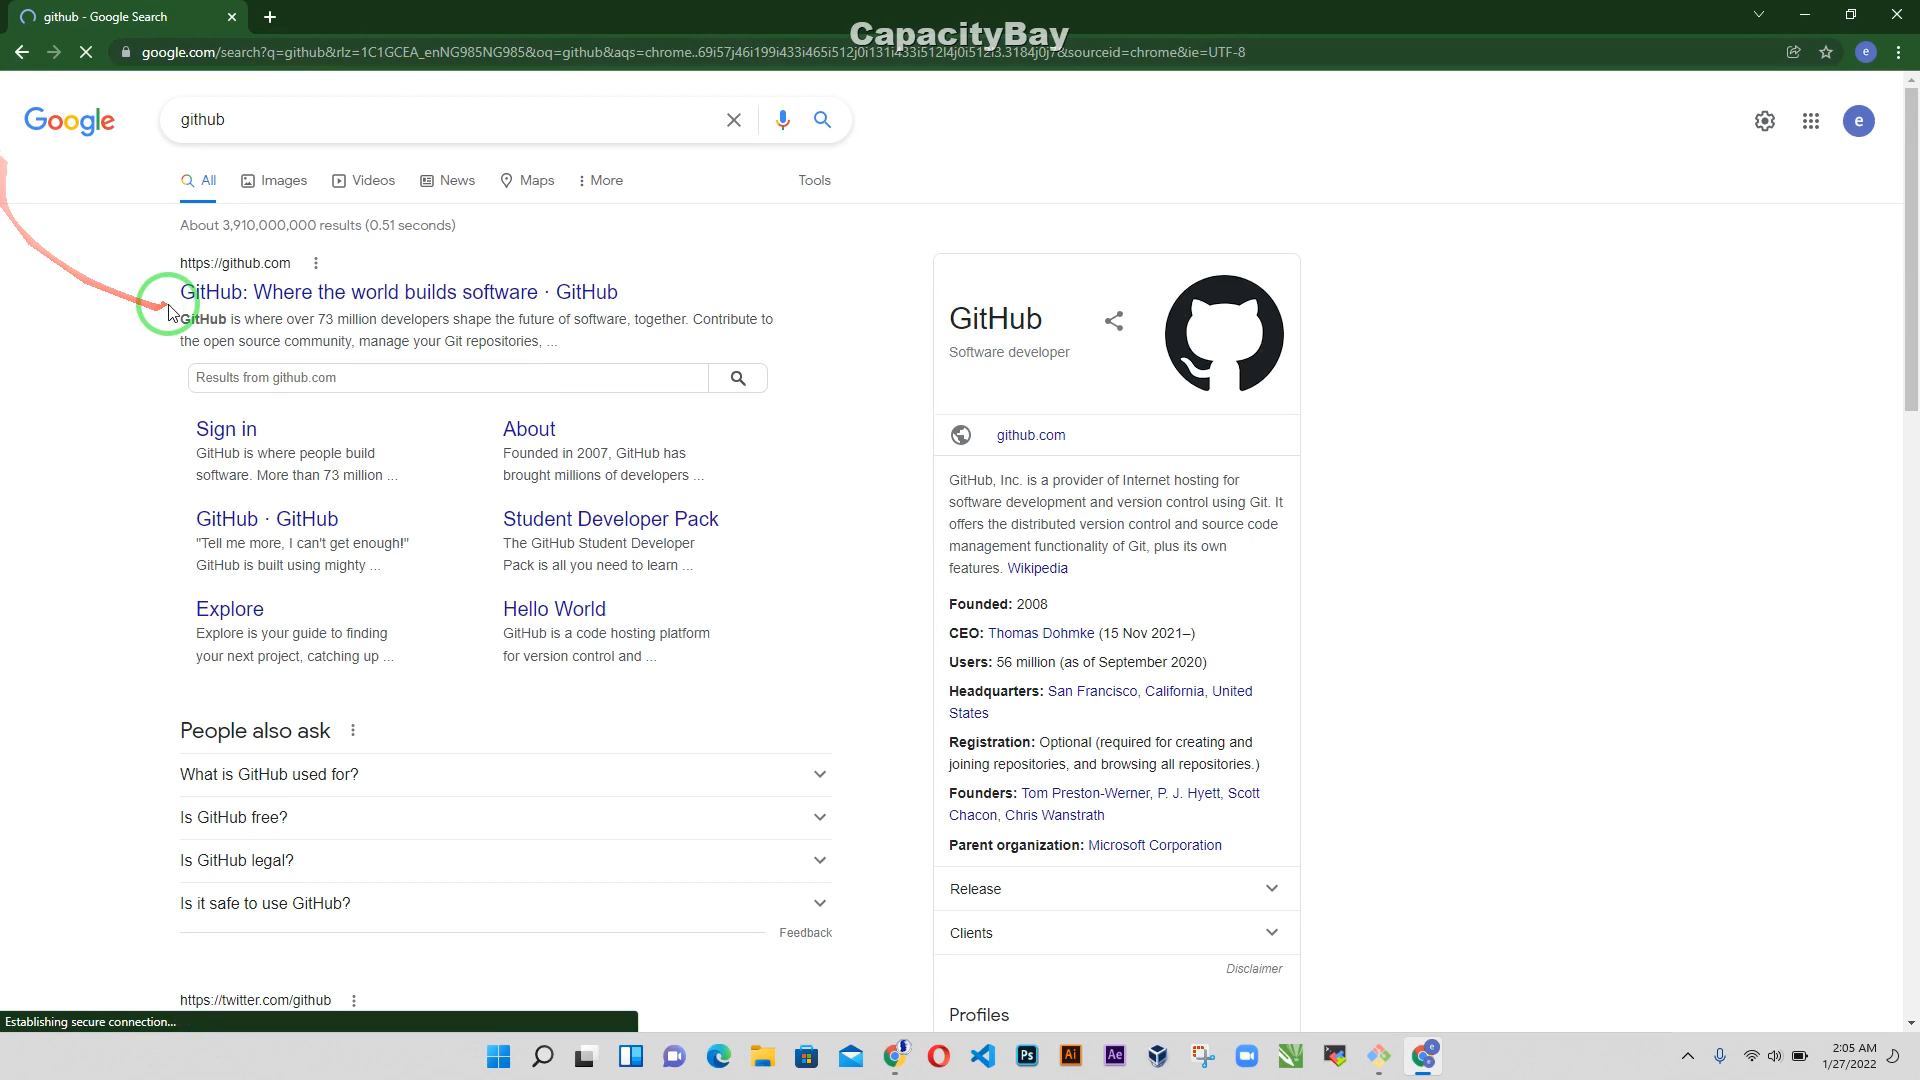 github - Google Search
CapacityBay
google.com/search?q=github&rlz=1C1GCEA_enNG985NG985&oq=github&aqs=chrome..69i57j46i199i433i465i512j0i131i433i512l4j0i512l3.3184j0j7&sourceid=chrome&ie=UTF-8
e
Google
github
e
All
Images
Videos
News
Maps
More
Tools
About 3,910,000,000 results (0.51 seconds)
https://github.com
GitHub: Where the world builds software · GitHub
GitHub is where over 73 million developers shape the future of software, together. Contribute to
the open source community, manage your Git repositories, ...
Results from github.com
Sign in
GitHub is where people build
software. More than 73 million ...
About
Founded in 2007, GitHub has
brought millions of developers ...
GitHub · GitHub
"Tell me more, I can't get enough!"
GitHub is built using mighty ...
Student Developer Pack
The GitHub Student Developer
Pack is all you need to learn ...
Explore
Explore is your guide to finding
your next project, catching up ...
Hello World
GitHub is a code hosting platform
for version control and ...
People also ask
What is GitHub used for?
Is GitHub free?
Is GitHub legal?
Is it safe to use GitHub?
Feedback
https://twitter.com/github
GitHub
Software developer
github.com
GitHub, Inc. is a provider of Internet hosting for
software development and version control using Git. It
offers the distributed version control and source code
management functionality of Git, plus its own
features. Wikipedia
Founded: 2008
CEO: Thomas Dohmke (15 Nov 2021–)
Users: 56 million (as of September 2020)
Headquarters: San Francisco, California, United
States
Registration: Optional (required for creating and
joining repositories, and browsing all repositories.)
Founders: Tom Preston-Werner, P. J. Hyett, Scott
Chacon, Chris Wanstrath
Parent organization: Microsoft Corporation
Release
Clients
Disclaimer
Profiles
Establishing secure connection...
Ps
Ai
Ae
e
2:05 AM
1/27/2022